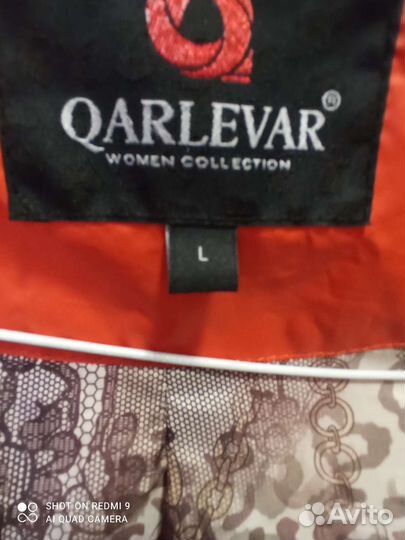 QARLEVAR®
WOMEN COLLECTION
L
SHOT ON REDMI 9
AI QUAD CAMERA
Avito